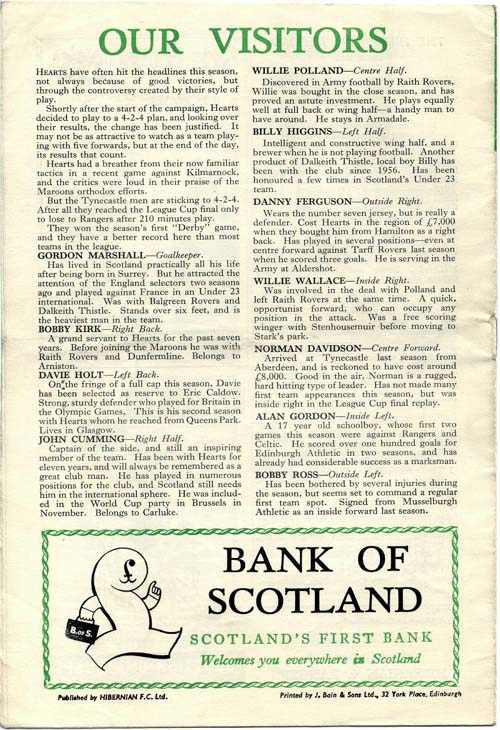 OUR VISITORS
HEARTS have often hit the headlines this season,
not always because of good victories, but
through the controversy created by their style of
play.
Shortly after the start of the campaign, Hearts
decided to play to a 4-2-4 plan, and looking over
their results, the change has been justified. It
may not be as attractive to watch as a team play-
ing with five forwards, but at the end of the day,
its results that count.
Hearts had a breather from their now familiar
tactics in a recent game against Kilmarnock,
and the critics were loud in their praise of the
Maroons orthodox efforts.
But the Tynecastle men are sticking to 4-2-4.
After all they reached the League Cup final only
to lose to Rangers after 210 minutes play.
They won the season's first "Derby" game,
and they have a better record here than most
teams in the league.
GORDON MARSHALL—Goalkeeper.
Has lived in Scotland practically all his life
after being born in Surrey. But he attracted the
attention of the England selectors two seasons
ago and played against France in an Under 23
international. Was with Balgreen Rovers and
Dalkeith Thistle. Stands over six feet, and is
the heaviest man in the team.
BOBBY KIRK—Right Back.
A grand servant to Hearts for the past seven
years. Before joining the Maroons he was with
Raith Rovers and Dunfermline. Belongs to
Arniston.
DAVIE HOLT—Left Back.
On the fringe of a full cap this season, Davie
has been selected as reserve to Eric Caldow.
Strong, sturdy defender who played for Britain in
the Olympic Games, This is his second season
with Hearts whom he reached from Queens Park.
Lives in Glasgow.
JOHN CUMMING—Right Half.
Captain of the side, and still an inspiring
member of the team. Has been with Hearts for
eleven years, and will always be remembered as a
great club man. He has played in numerous
positions for the club, and Scotland still needs
him in the international sphere. He was includ-
ed in the World Cup party in Brussels in
November. Belongs to Carluke.
WILLIE POLLAND—Centre Half.
Discovered in Army football by Raith Rovers,
Willie was bought in the close season, and has
proved an astute investment. He plays equally
well at full back or wing half—a handy man to
have around. He stays in Armadale.
BILLY HIGGINS—Left Half.
Intelligent and constructive wing half, and a
brewer when he is not playing football. Another
product of Dalkeith Thistle, local boy Billy has
been with the club since 1956. Has been
honoured a few times in Scotland's Under 23
team.
DANNY FERGUSON—Outside Right.
Wears the number seven jersey, but is really a
defender. Cost Hearts in the region of £7,000
when they bought him from Hamilton as a right
back. Has played in several positions—even at
centre forward against Tarff Rovers last season
when he scored three goals. He is serving in the
Army at Aldershot.
WILLIE WALLACE—Inside Right.
Was involved in the deal with Polland and
left Raith Rovers at the same time. A quick,
opportunist forward, who can occupy any
position in the attack. Was a free scoring
winger with Stenhousemuir before moving to
Stark's park.
NORMAN DAVIDSON—Centre Forward.
Arrived at Tynecastle last season from
Aberdeen, and is reckoned to have cost around
£8,000. Good in the air, Norman is a rugged,
hard hitting type of leader. Has not made many
first team appearances this season, but was
inside right in the League Cup final replay.
ALAN GORDON—Inside Left.
A 17 year old schoolboy, whose first two
games this season were against Rangers and
Celtic. He scored over one hundred goals for
Edinburgh Athletic in two seasons, and has
already had considerable success as a marksman.
BOBBY ROSS—Outside Left.
Has been bothered by several injuries during
the season, but seems set to command a regular
first team spot. Signed from Musselburgh
Athletic as an inside forward last season.
£
B. OF S.
BANK OF
SCOTLAND
SCOTLAND'S FIRST BANK
Welcomes you everywhere in Scotland
Published by HIBERNIAN F.C. Ltd.
Printed by J. Bain & Sons Ltd., 32 York Place, Edinburgh